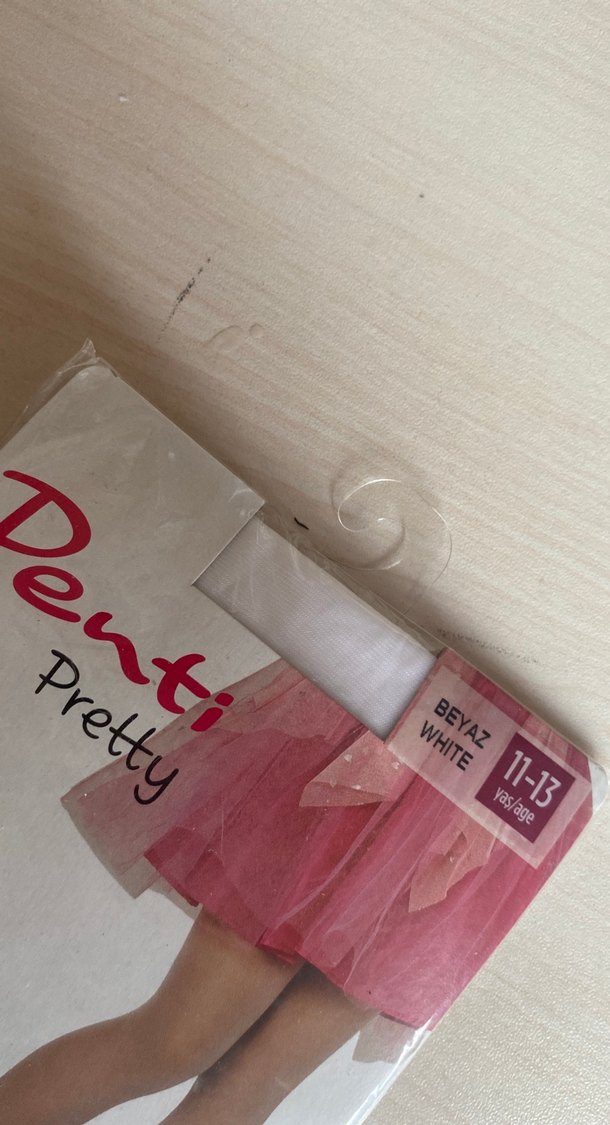 Denti
Pretty
BEYAZ
WHITE
11-13
yaş/age